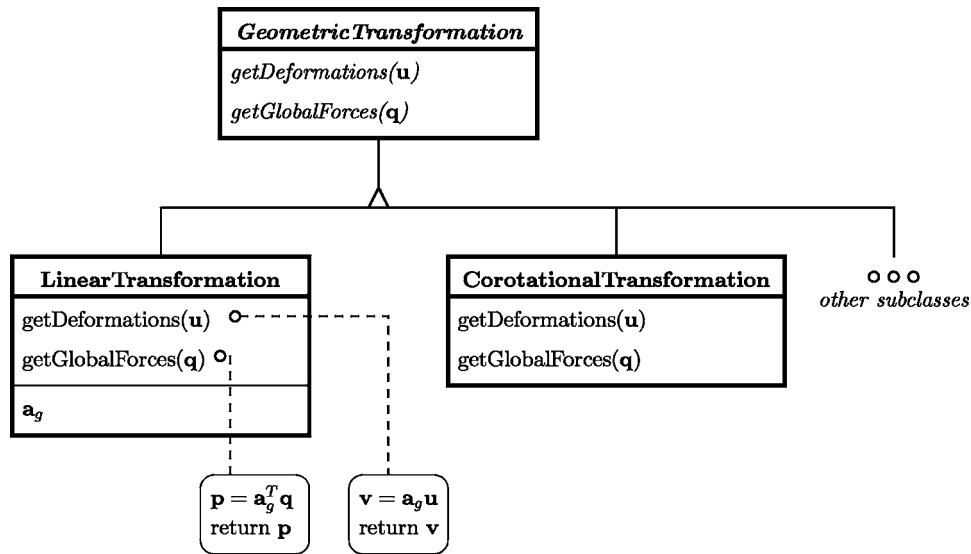 GeometricTransformation
getDeformations(u)
getGlobalForces(q)
LinearTransformation
getDeformations(u)
getGlobalForces(q)
a_g
CorotationalTransformation
getDeformations(u)
getGlobalForces(q)
other subclasses
p = a_g^T q
return p
v = a_g u
return v